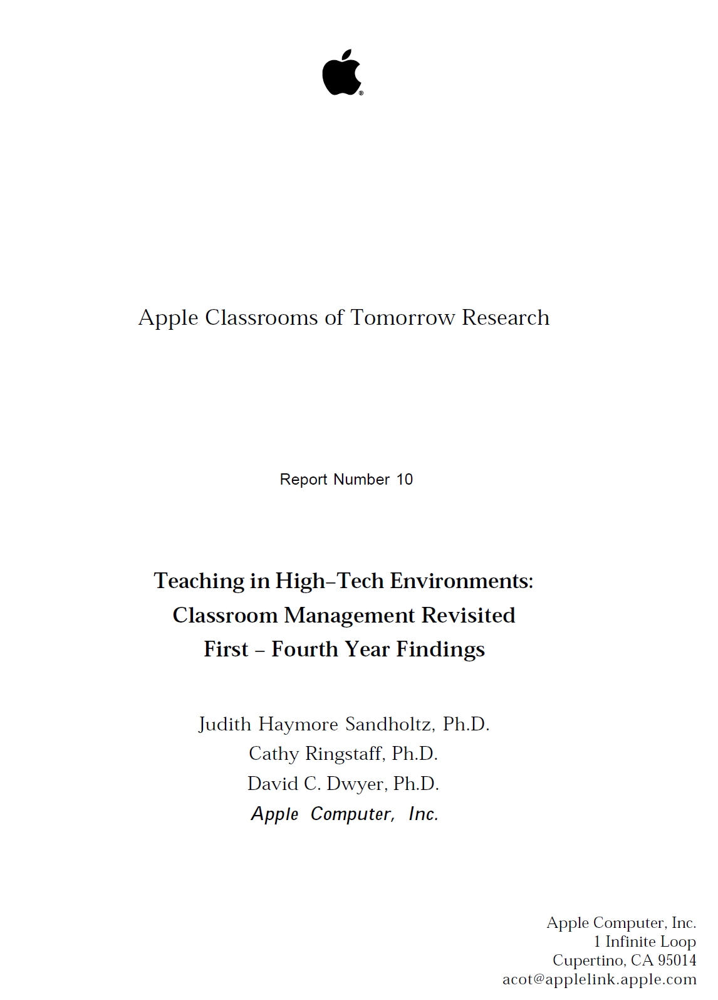 ®
Apple Classrooms of Tomorrow Research
Report Number 10
Teaching in High–Tech Environments:
Classroom Management Revisited
First – Fourth Year Findings
Judith Haymore Sandholtz, Ph.D.
Cathy Ringstaff, Ph.D.
David C. Dwyer, Ph.D.
Apple Computer, Inc.
Apple Computer, Inc.
1 Infinite Loop
Cupertino, CA 95014
acot@applelink.apple.com